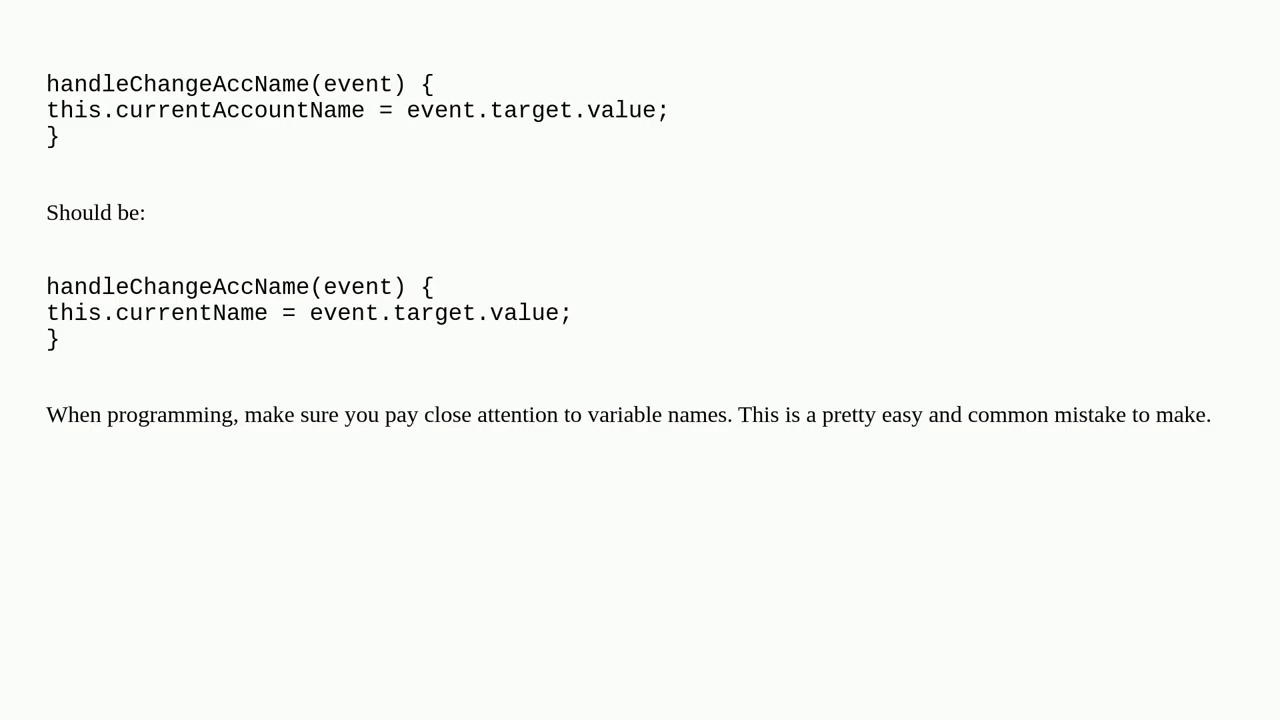 handleChangeAccName(event) {
this.currentAccountName = event.target.value;
}
Should be:
handleChangeAccName(event) {
this.currentName = event.target.value;
}
When programming, make sure you pay close attention to variable names. This is a pretty easy and common mistake to make.